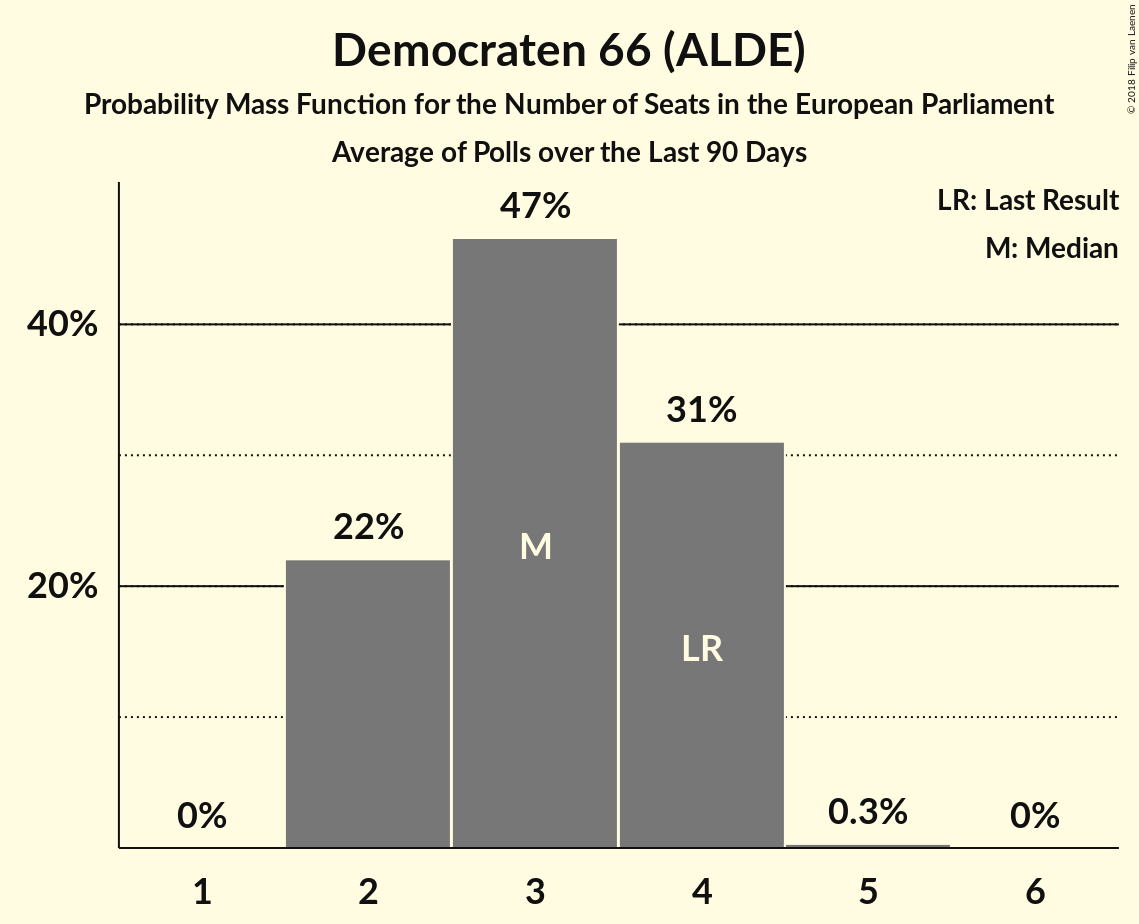 Democraten 66 (ALDE)
Probability Mass Function for the Number of Seats in the European Parliament
Average of Polls over the Last 90 Days
© 2018 Filip van Laenen
LR: Last Result
M: Median
47%
40%
31%
22%
M
20%
LR
0%
0.3%
0%
1 2 3 4 5 6